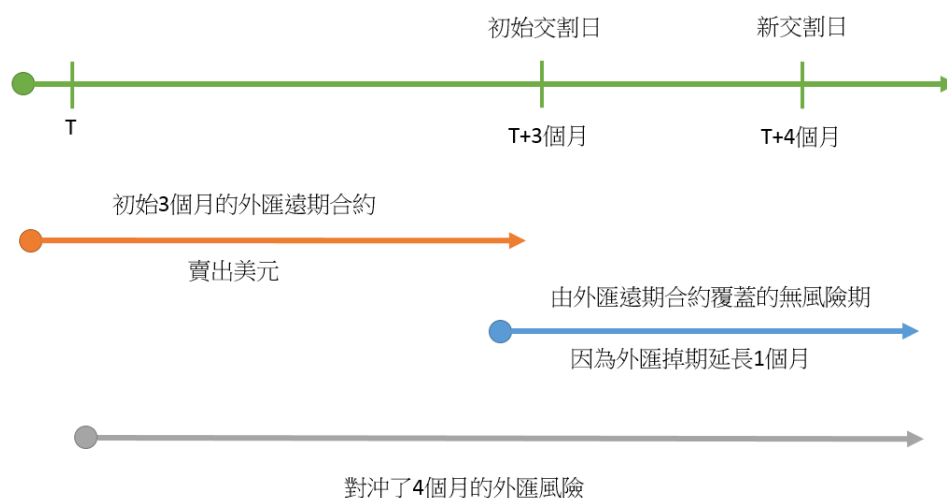 初始交割日
新交割日
T
T+3個月
T+4個月
初始3個月的外匯遠期合約
賣出美元
由外匯遠期合約覆蓋的無風險期
因為外匯掉期延長1個月
對沖了4個月的外匯風險